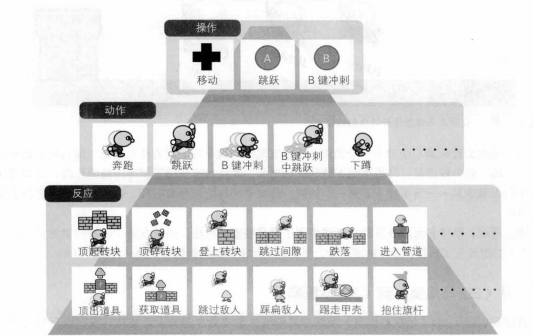 操作
A
B
移动
跳跃
B 键冲刺
动作
奔跑
跳跃
B 键冲刺
B 键冲刺
中跳跃
下蹲
······
反应
顶起砖块
顶碎砖块
登上砖块
跳过间隙
跌落
进入管道
······
顶出道具
获取道具
跳过敌人
踩扁敌人
踢走甲壳
抱住旗杆
······